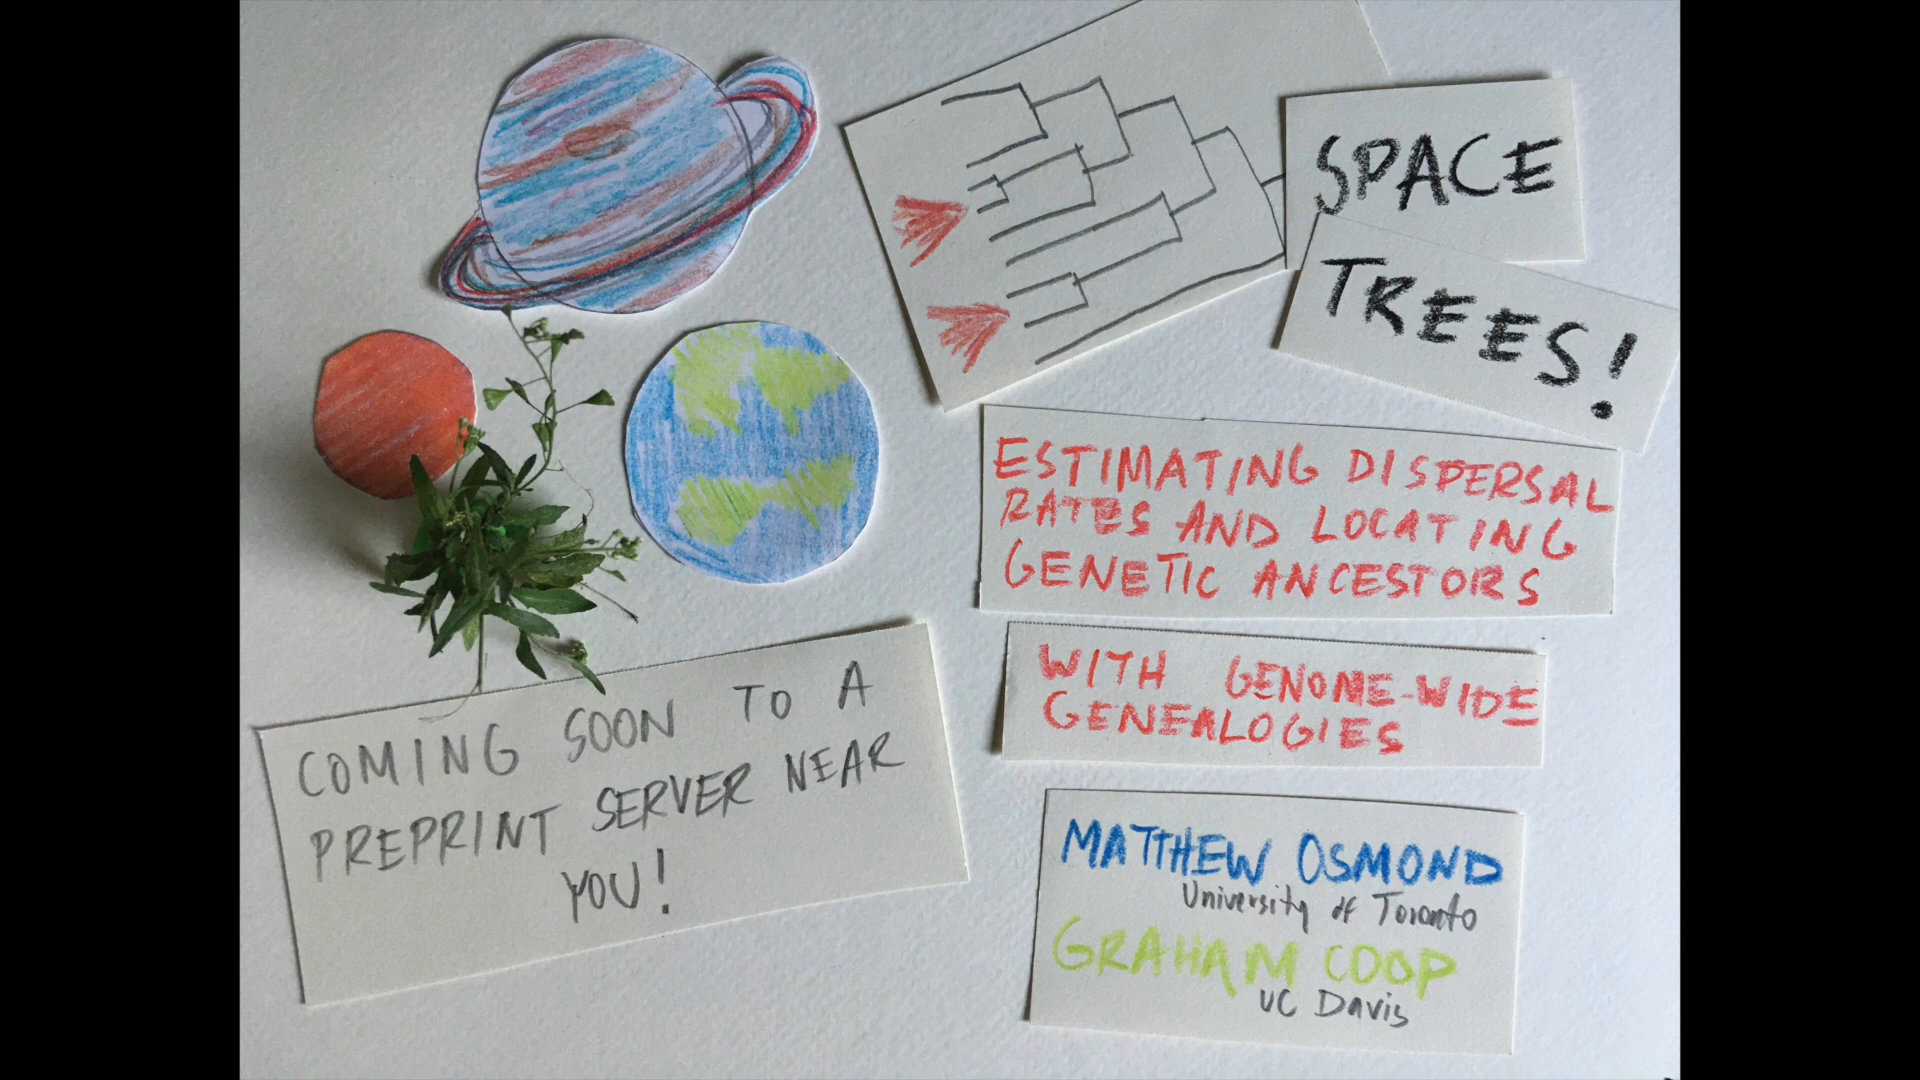 SPACE
TREES!
ESTIMATING DISPERSAL
RATES AND LOCATING
GENETIC ANCESTORS
WITH GENOME-WIDE
GENEALOGIES
COMING SOON TO A
PREPRINT SERVER NEAR
YOU!
MATTHEW OSMOND
University of Toronto
GRAHAM COOP
UC Davis